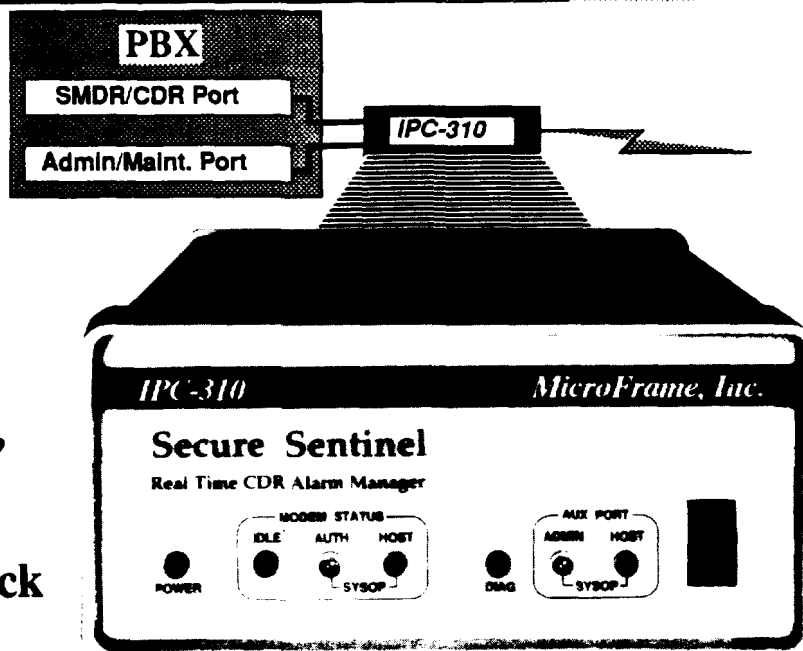 PBX
SMDR/CDR Port
IPC-310
Admin/Maint. Port
IPC-310 MicroFrame, Inc.
Secure Sentinel
Real Time CDR Alarm Manager
MODEM STATUS AUX PORT
IDLE AUTH HOST ADMIN HOST
POWER SYSOP DIAG SYSOP
ck